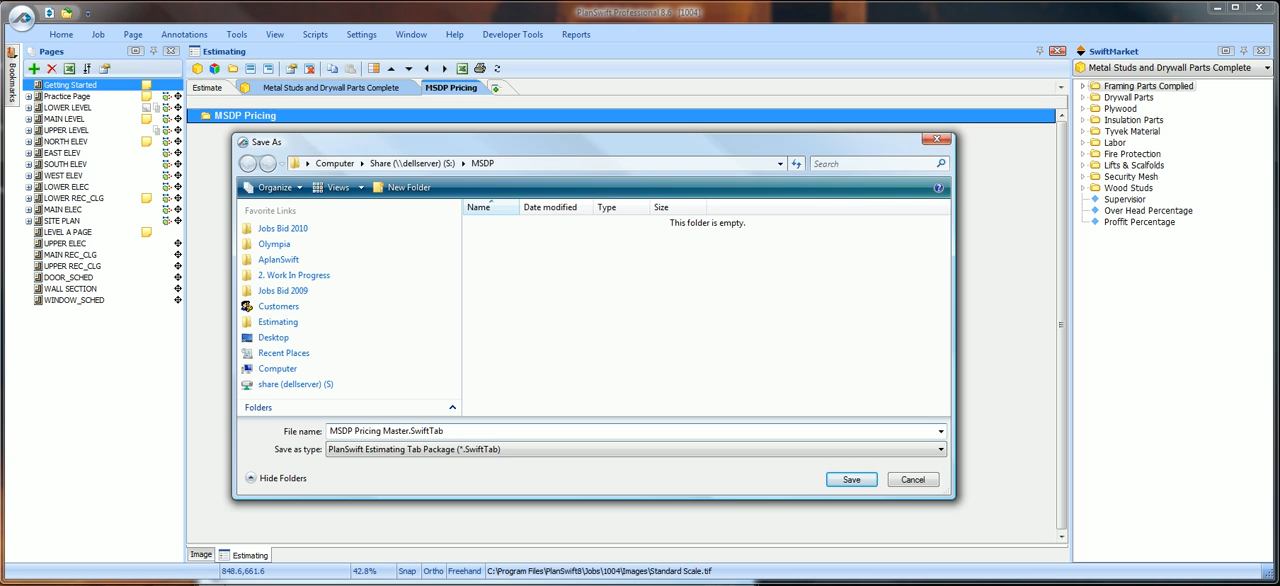 PlanSwift Professional 8.6 - [1004]
Home Job Page Annotations Tools View Scripts Settings Window Help Developer Tools Reports
Bookmarks
Pages
Getting Started
Practice Page
LOWER LEVEL
MAIN LEVEL
UPPER LEVEL
NORTH ELEV
EAST ELEV
SOUTH ELEV
WEST ELEV
LOWER ELEC
LOWER REC_CLG
MAIN ELEC
SITE PLAN
LEVEL A PAGE
UPPER ELEC
MAIN REC_CLG
UPPER REC_CLG
DOOR_SCHED
WALL SECTION
WINDOW_SCHED
Estimating
Estimate Metal Studs and Drywall Parts Complete MSDP Pricing
MSDP Pricing
Save As
Computer Share (\\dellserver) (S:) MSDP
Search
Organize Views New Folder
Favorite Links
Jobs Bid 2010
Olympia
AplanSwift
2. Work In Progress
Jobs Bid 2009
Customers
Estimating
Desktop
Recent Places
Computer
share (dellserver) (S)
Folders
Name Date modified Type Size
This folder is empty.
File name: MSDP Pricing Master.SwiftTab
Save as type: PlanSwift Estimating Tab Package (*.SwiftTab)
Hide Folders
Save Cancel
SwiftMarket
Metal Studs and Drywall Parts Complete
Framing Parts Complied
Drywall Parts
Plywood
Insulation Parts
Tyvek Material
Labor
Fire Protection
Lifts & Scalfolds
Security Mesh
Wood Studs
Supervisior
Over Head Percentage
Proffit Percentage
Image Estimating
848.6,661.6 42.8% Snap Ortho Freehand C:\Program Files\PlanSwift8\Jobs\1004\Images\Standard Scale.tif